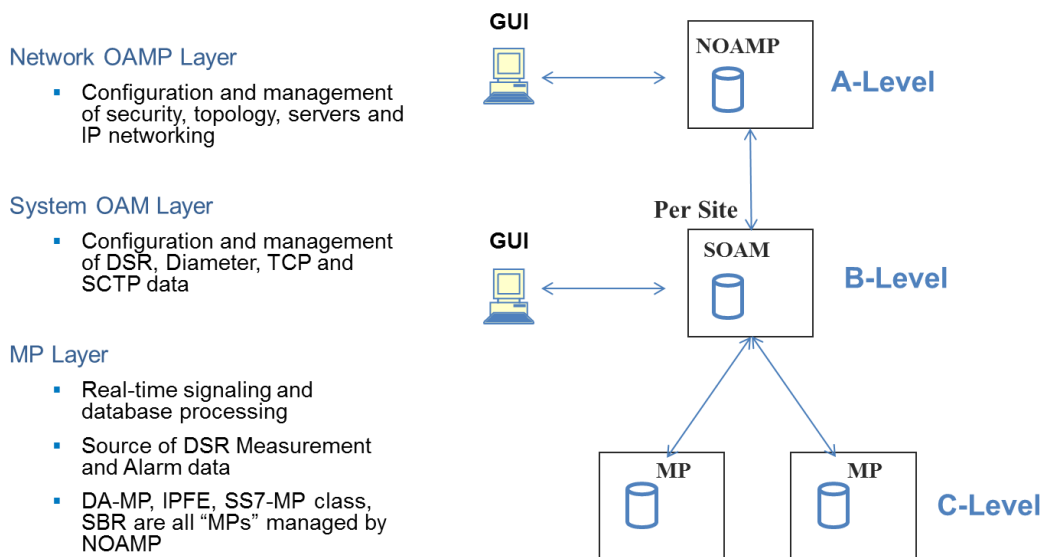 Network OAMP Layer
▪ Configuration and management
of security, topology, servers and
IP networking
System OAM Layer
▪ Configuration and management
of DSR, Diameter, TCP and
SCTP data
MP Layer
▪ Real-time signaling and
database processing
▪ Source of DSR Measurement
and Alarm data
▪ DA-MP, IPFE, SS7-MP class,
SBR are all “MPs” managed by
NOAMP
GUI
NOAMP
A-Level
Per Site
GUI
SOAM
B-Level
MP
MP
C-Level